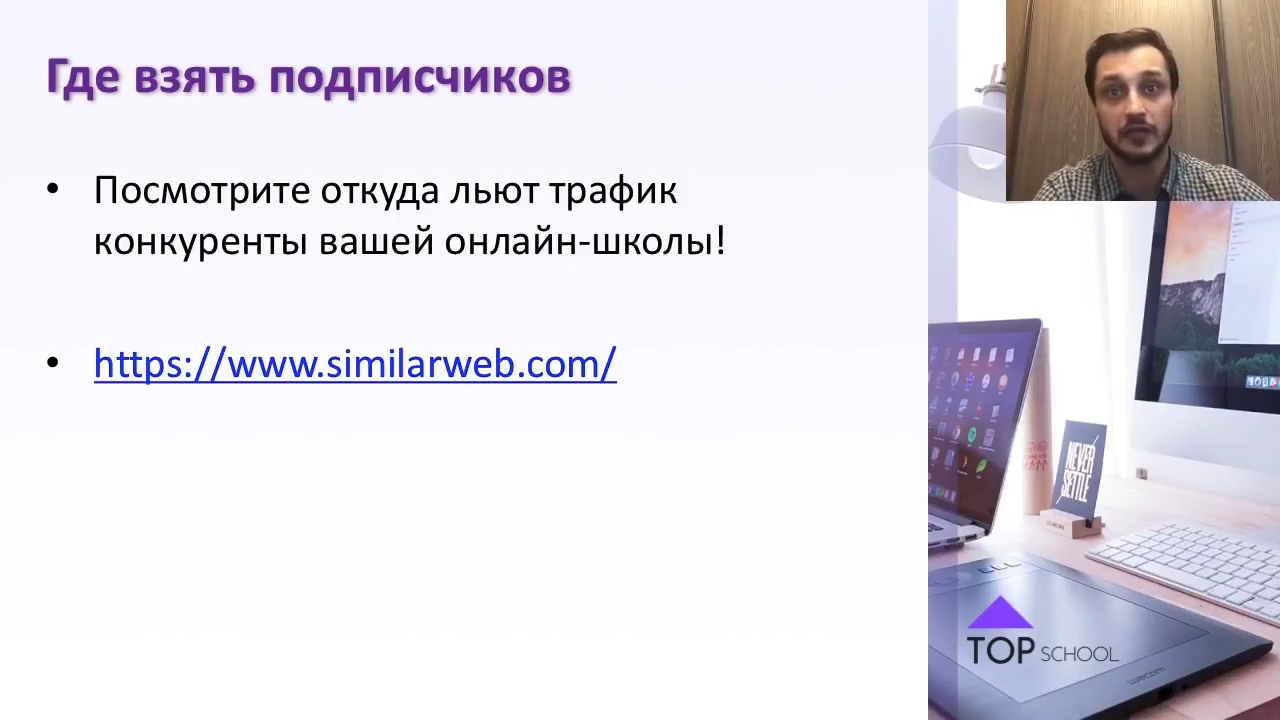 Где взять подписчиков
• Посмотрите откуда льют трафик
конкуренты вашей онлайн-школы!
• https://www.similarweb.com/
NEVER
SETTLE
TOP SCHOOL
wacom